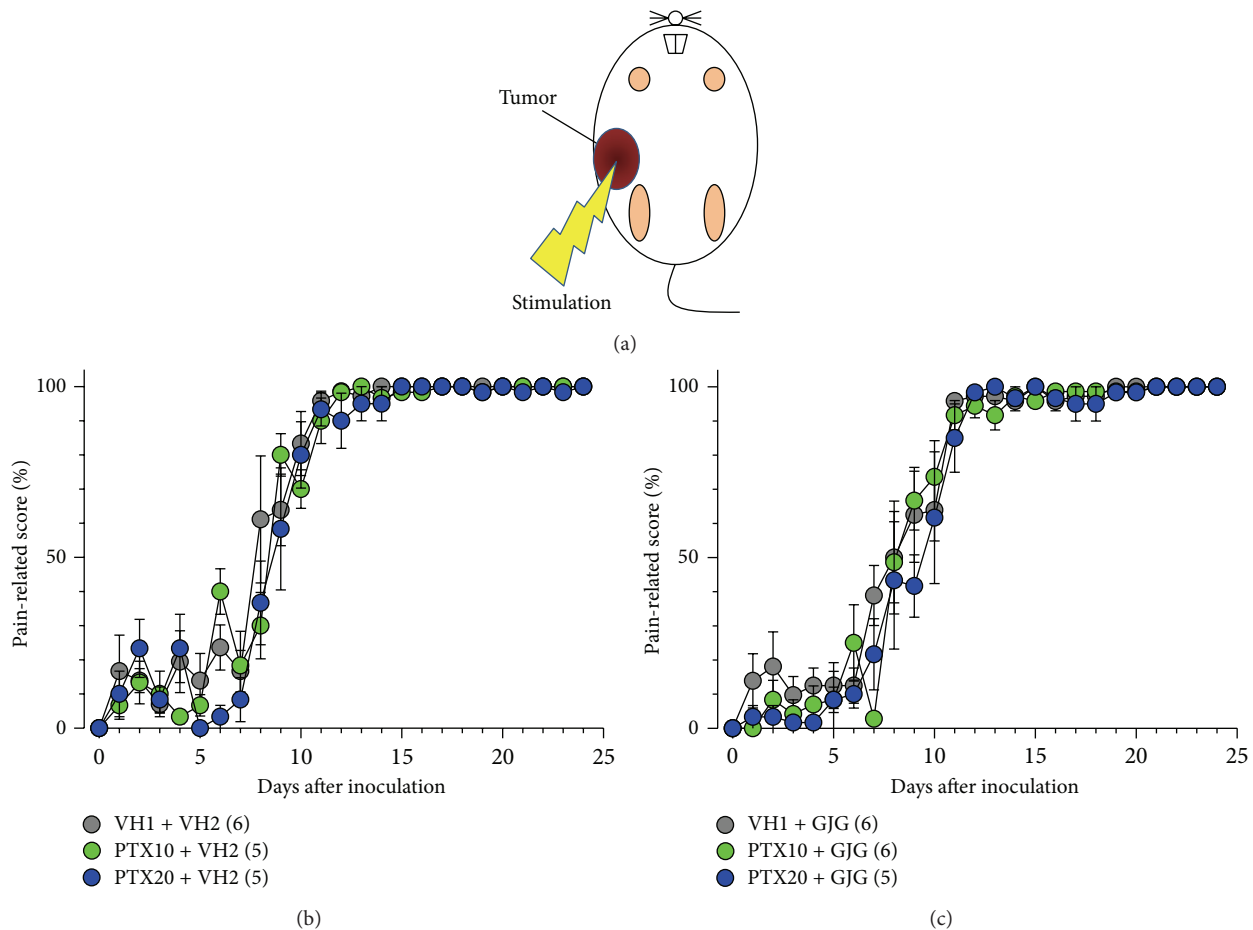 Tumor
Stimulation
(a)
100
50
0
Pain-related score (%)
0 5 10 15 20 25
Days after inoculation
VH1 + VH2 (6)
PTX10 + VH2 (5)
PTX20 + VH2 (5)
(b)
100
50
0
Pain-related score (%)
0 5 10 15 20 25
Days after inoculation
VH1 + GJG (6)
PTX10 + GJG (6)
PTX20 + GJG (5)
(c)